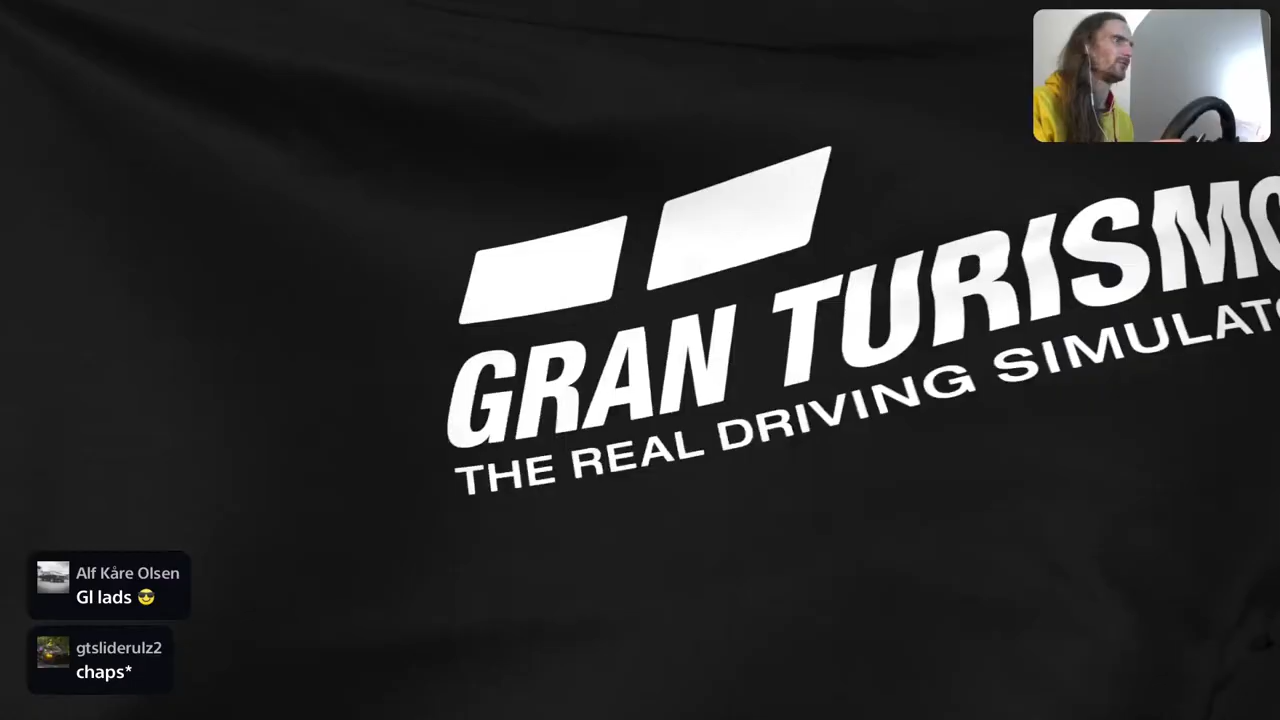 GRAN TURISMO
THE REAL DRIVING SIMULATO
Alf Kåre Olsen
Gl lads 😎
gtsliderulz2
chaps*